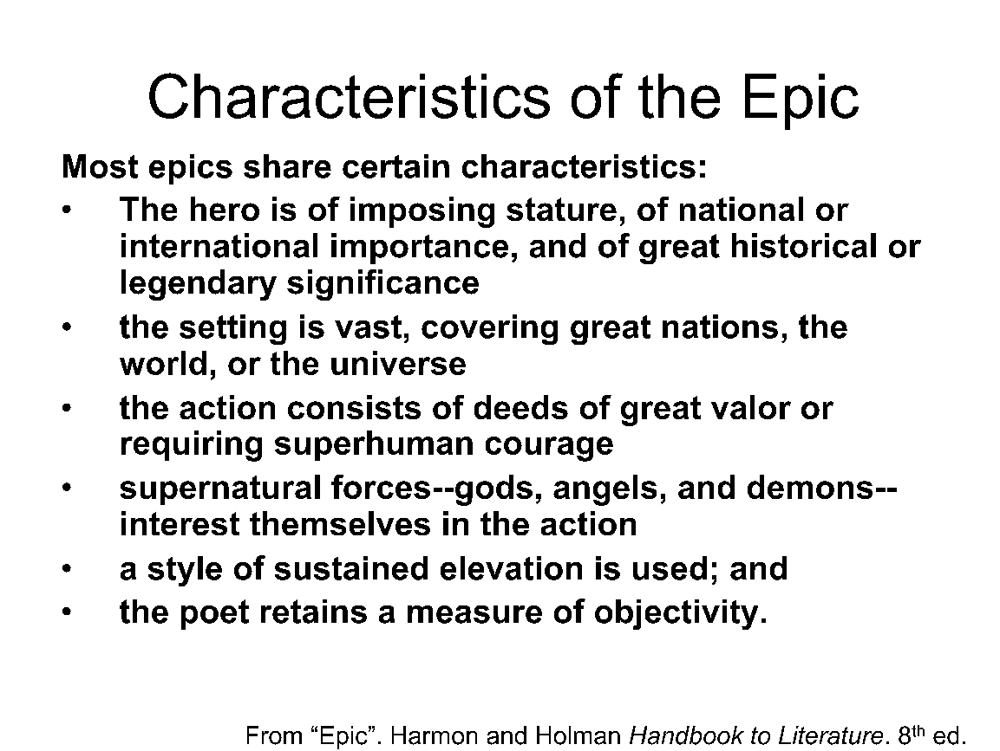 Characteristics of the Epic
Most epics share certain characteristics:
• The hero is of imposing stature, of national or
international importance, and of great historical or
legendary significance
• the setting is vast, covering great nations, the
world, or the universe
• the action consists of deeds of great valor or
requiring superhuman courage
• supernatural forces--gods, angels, and demons--
interest themselves in the action
• a style of sustained elevation is used; and
• the poet retains a measure of objectivity.
From “Epic”. Harmon and Holman Handbook to Literature. 8th ed.